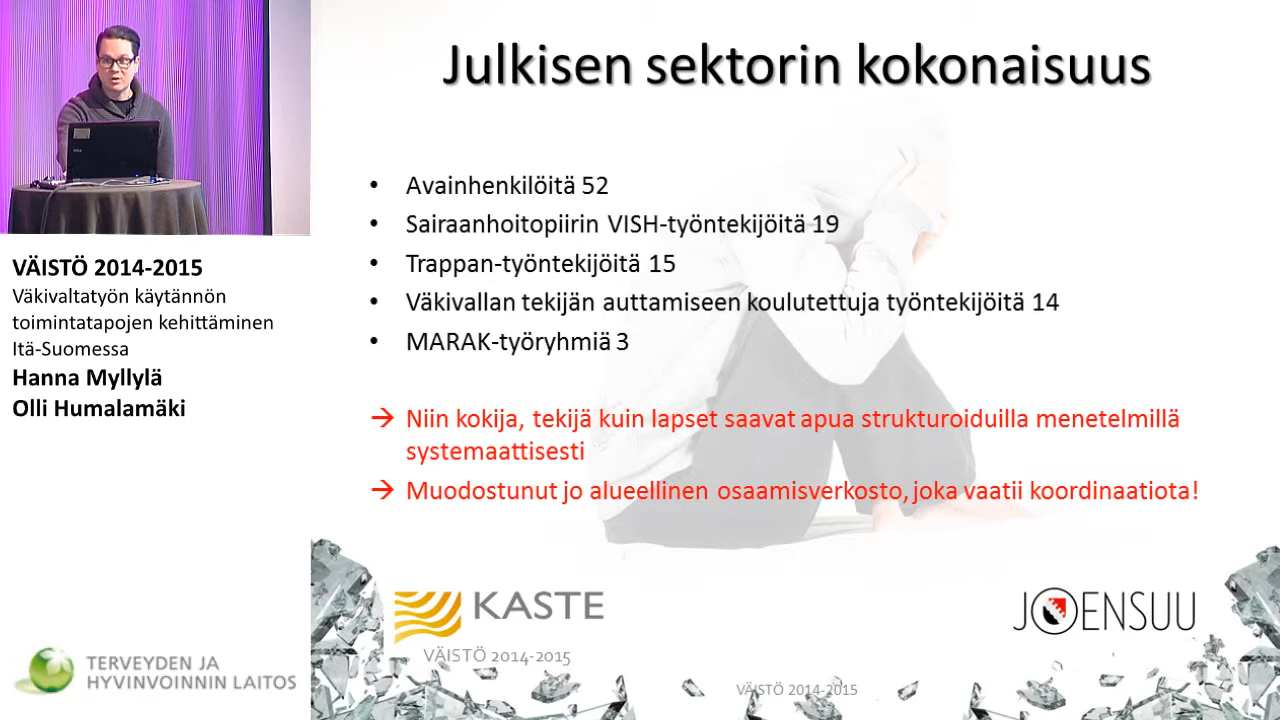 Julkisen sektorin kokonaisuus
• Avainhenkilöitä 52
• Sairaanhoitopiirin VISH-työntekijöitä 19
• Trappan-työntekijöitä 15
• Väkivallan tekijän auttamiseen koulutettuja työntekijöitä 14
• MARAK-työryhmiä 3
→ Niin kokija, tekijä kuin lapset saavat apua strukturoiduilla menetelmillä
systemaattisesti
→ Muodostunut jo alueellinen osaamisverkosto, joka vaatii koordinaatiota!
VÄISTÖ 2014-2015
Väkivaltatyön käytännön
toimintatapojen kehittäminen
Itä-Suomessa
Hanna Myllylä
Olli Humalamäki
TERVEYDEN JA
HYVINVOINNIN LAITOS
KASTE
VÄISTÖ 2014-2015
JOENSUU
VÄISTÖ 2014-2015